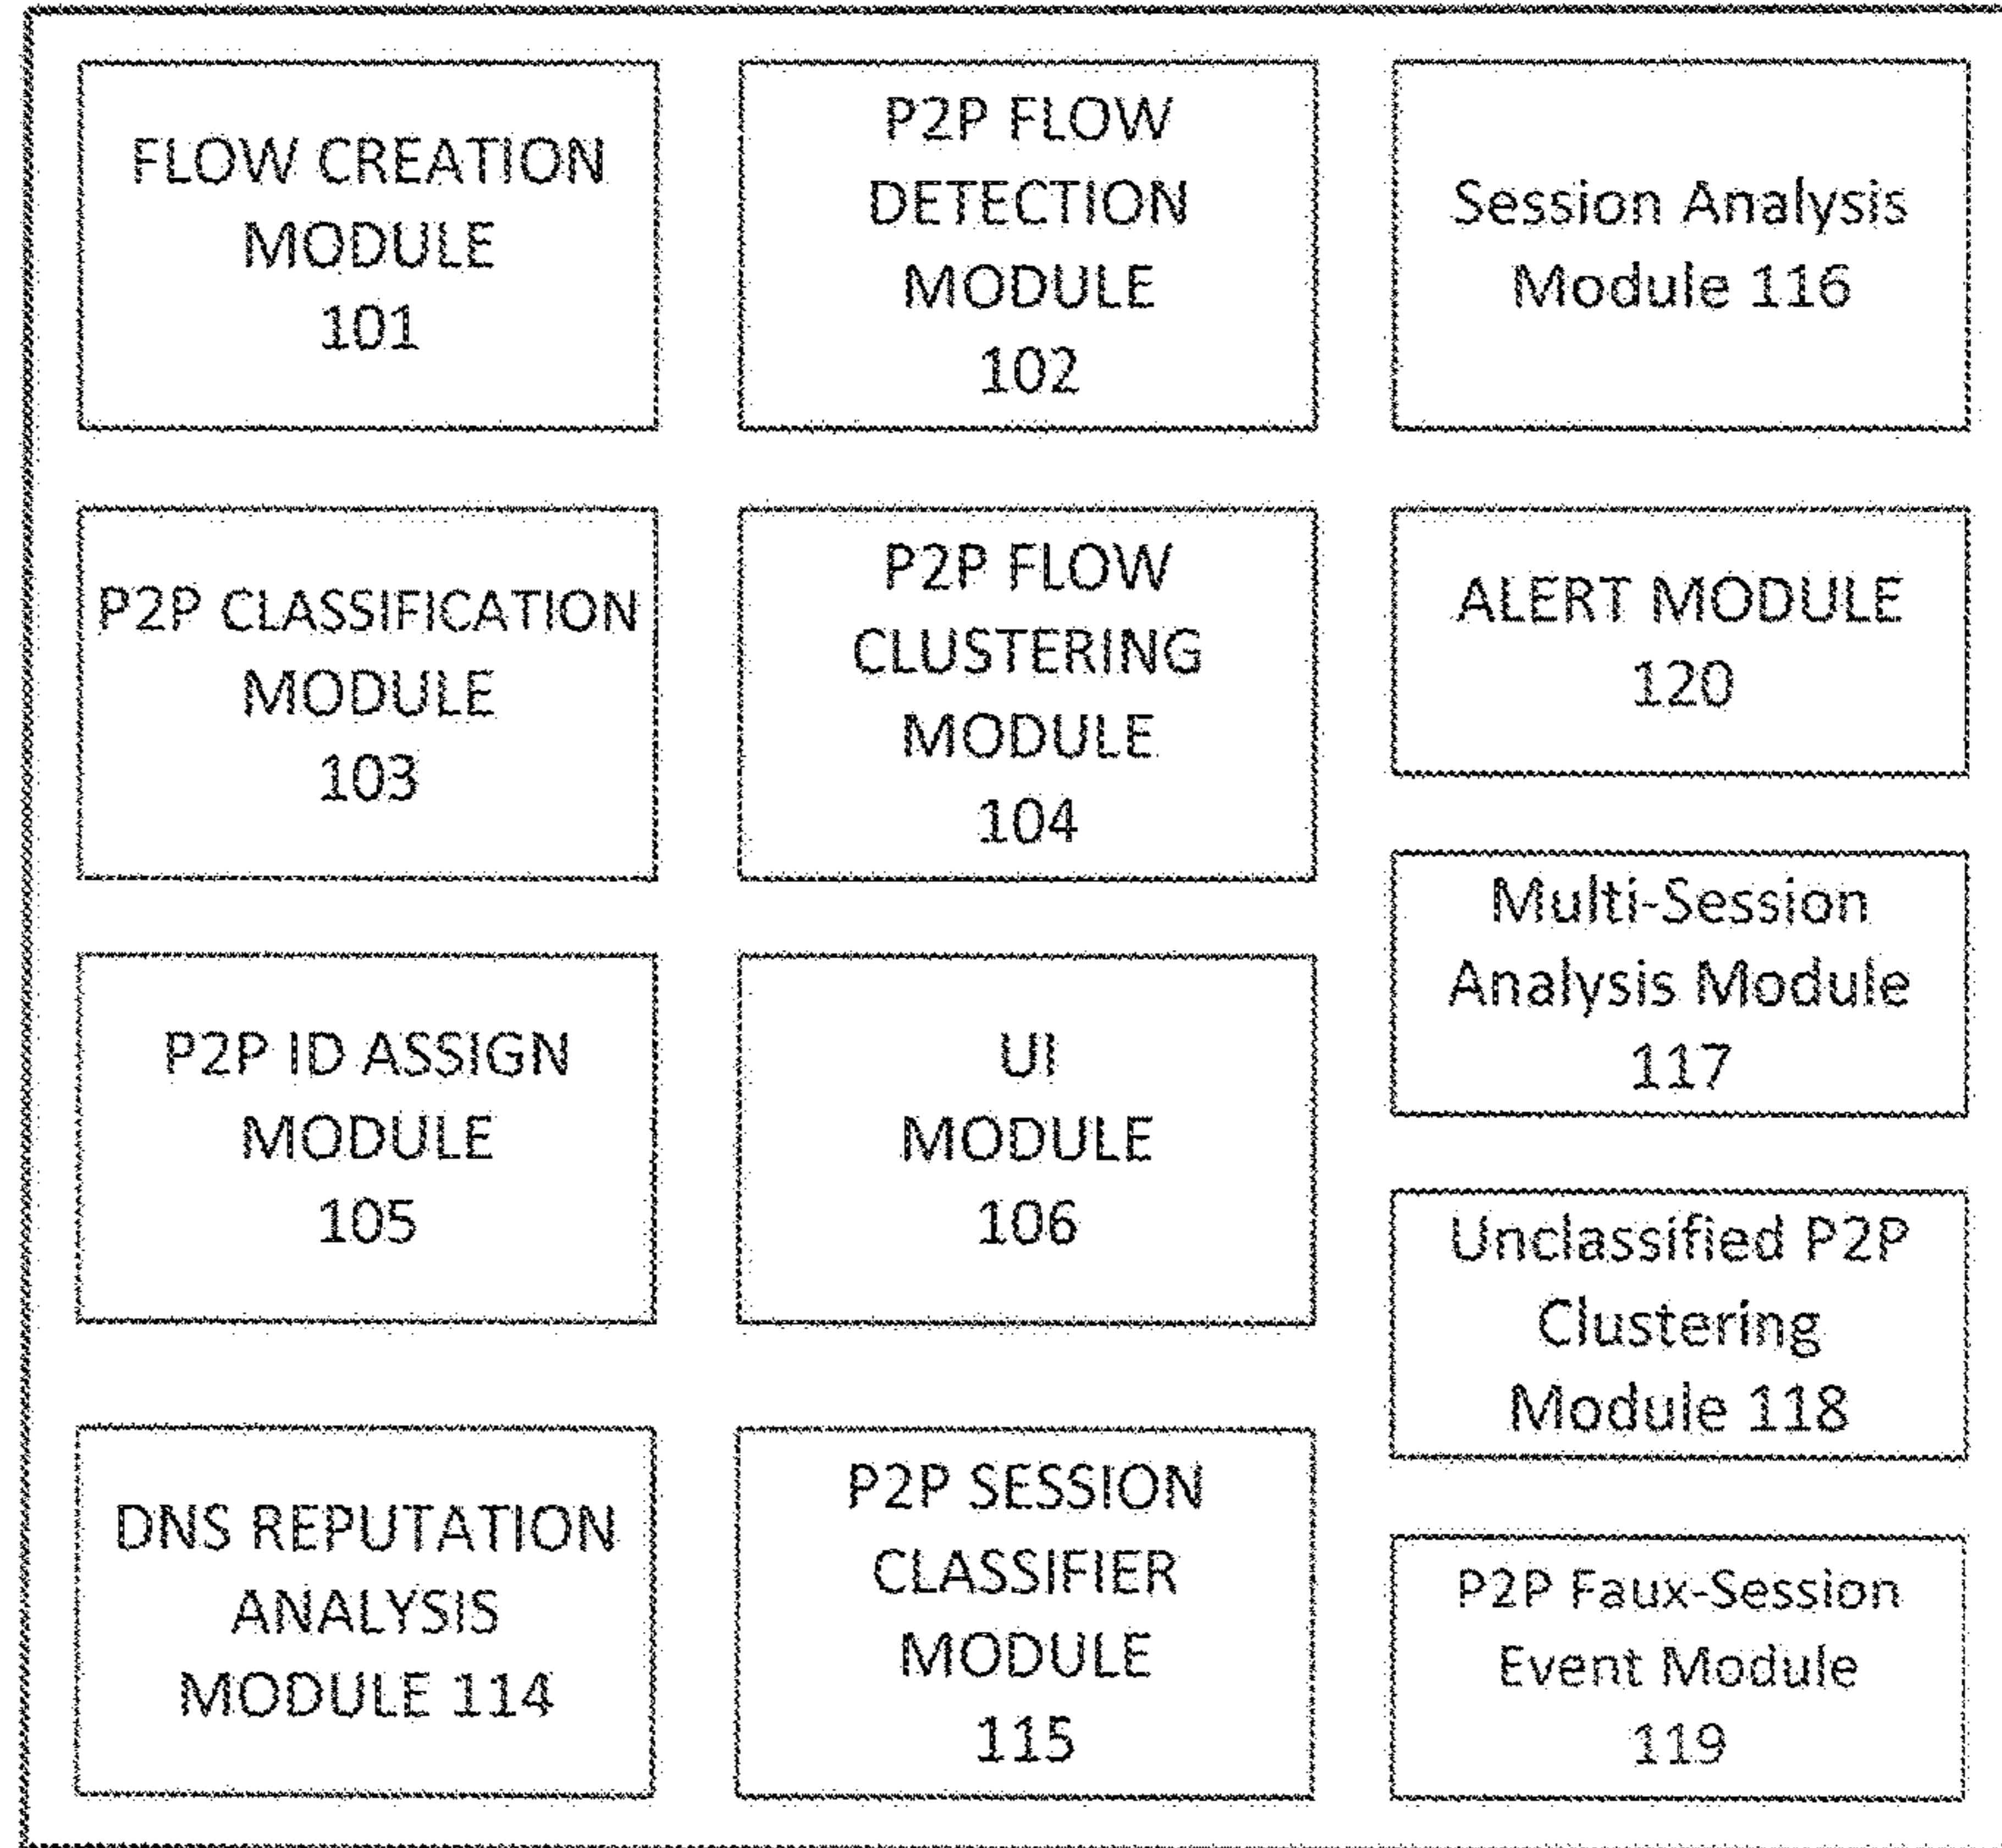 FLOW CREATION
MODULE
101
P2P FLOW
DETECTION
MODULE
102
Session Analysis
Module 116
P2P CLASSIFICATION
MODULE
103
P2P FLOW
CLUSTERING
MODULE
104
ALERT MODULE
120
Multi-Session
Analysis Module
117
P2P ID ASSIGN
MODULE
105
UI
MODULE
106
Unclassified P2P
Clustering
Module 118
DNS REPUTATION
ANALYSIS
MODULE 114
P2P SESSION
CLASSIFIER
MODULE
115
P2P Faux-Session
Event Module
119